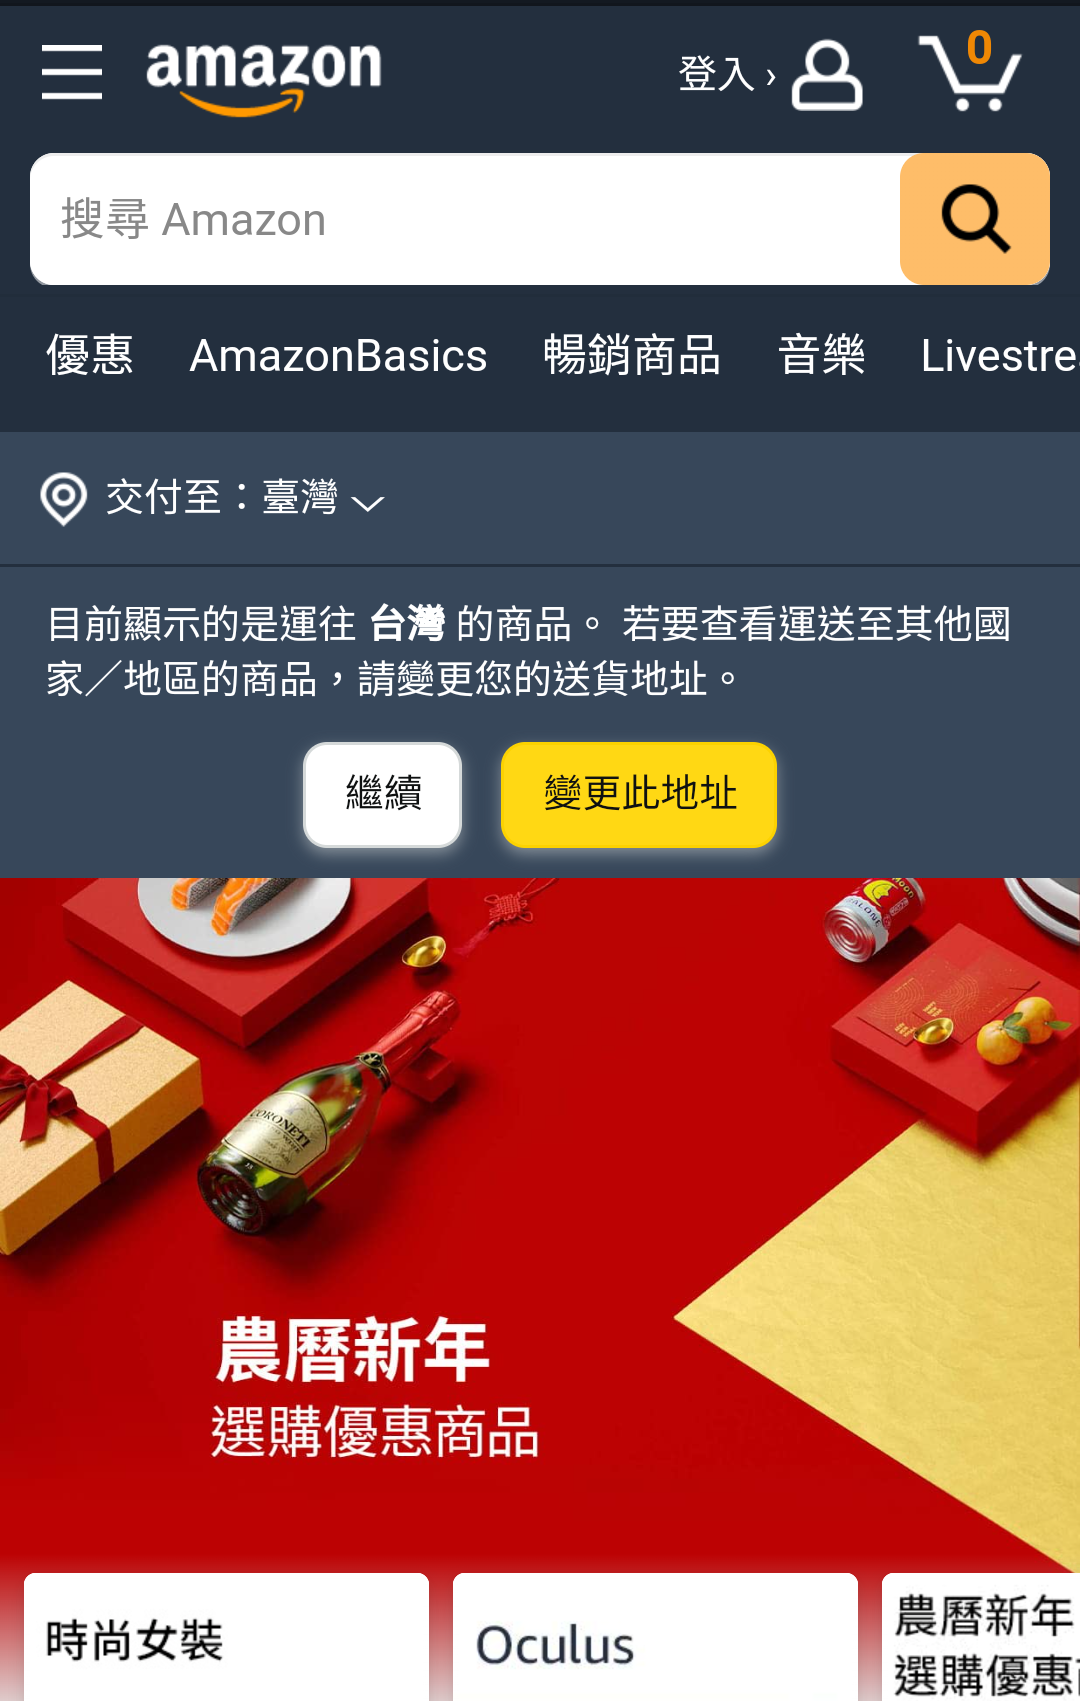 amazon
登入 ›
0
搜尋 Amazon
優惠 AmazonBasics 暢銷商品 音樂 Livestre
交付至：臺灣
目前顯示的是運往 台灣 的商品。 若要查看運送至其他國
家／地區的商品，請變更您的送貨地址。
繼續
變更此地址
Moon
ALONE
CORONETI
農曆新年
選購優惠商品
時尚女裝
Oculus
農曆新年
選購優惠